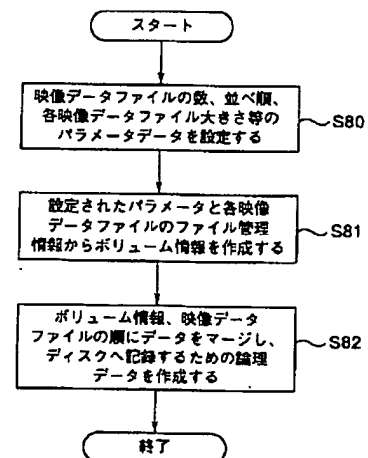 スタート
映像データファイルの数、並べ順、
各映像データファイル大きさ等の
パラメータデータを設定する
S80
設定されたパラメータと各映像
データファイルのファイル管理
情報からボリューム情報を作成する
S81
ボリューム情報、映像データ
ファイルの順にデータをマージし、
ディスクへ記録するための論理
データを作成する
S82
終了